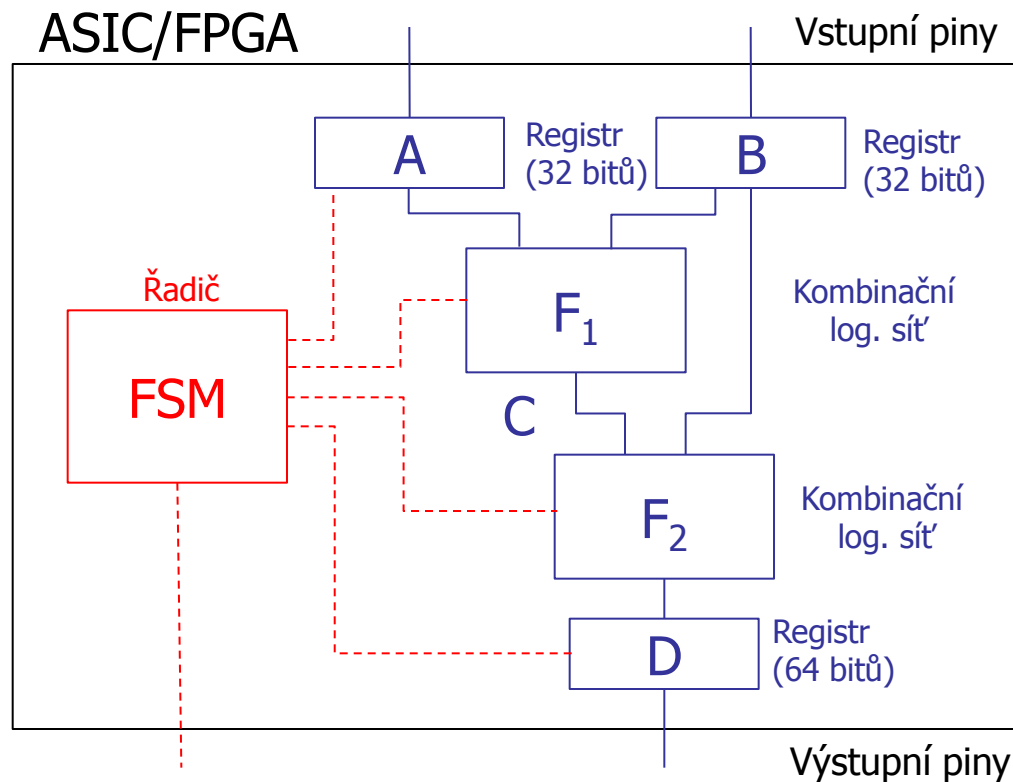 ASIC/FPGA
Vstupní piny
A
Registr
(32 bitů)
B
Registr
(32 bitů)
Řadič
FSM
F1
Kombinační
log. síť
C
F2
Kombinační
log. síť
D
Registr
(64 bitů)
Výstupní piny